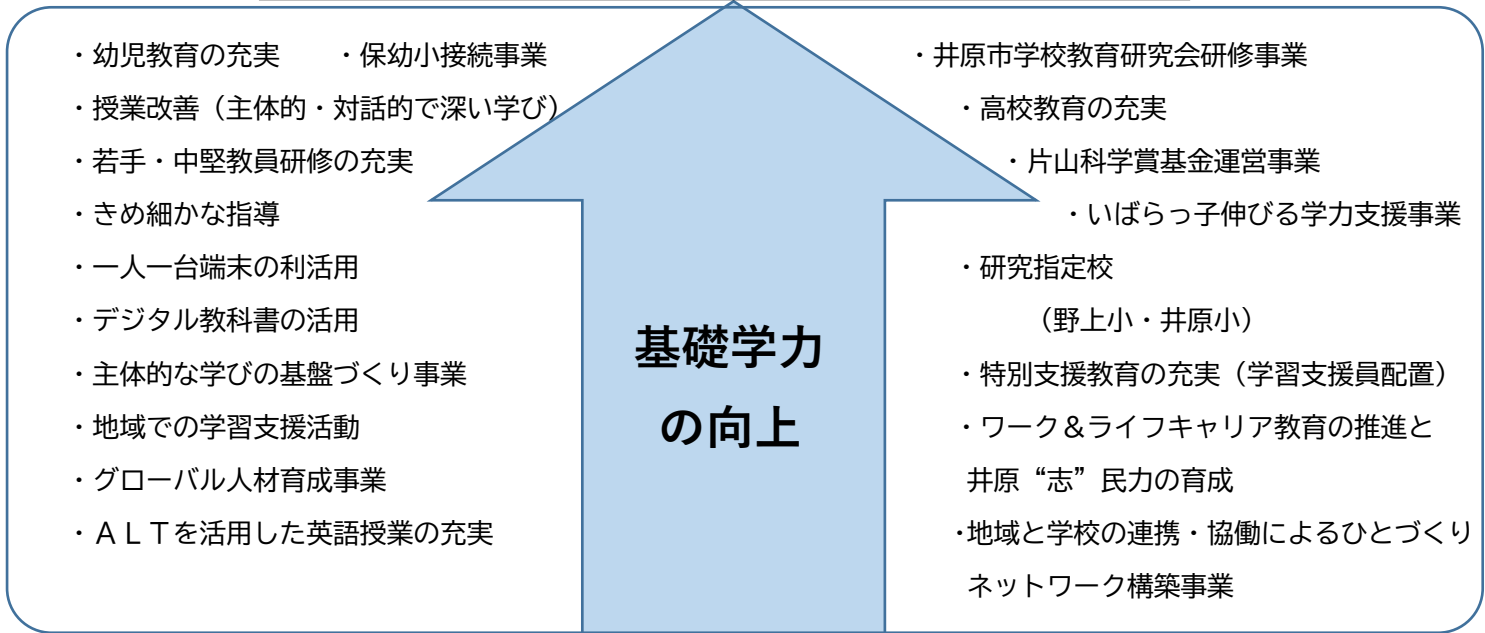 ・幼児教育の充実　・保幼小接続事業
・授業改善（主体的・対話的で深い学び）
・若手・中堅教員研修の充実
・きめ細かな指導
・一人一台端末の利活用
・デジタル教科書の活用
・主体的な学びの基盤づくり事業
・地域での学習支援活動
・グローバル人材育成事業
・ＡＬＴを活用した英語授業の充実
基礎学力
の向上
・井原市学校教育研究会研修事業
・高校教育の充実
・片山科学賞基金運営事業
・いばらっ子伸びる学力支援事業
・研究指定校
（野上小・井原小）
・特別支援教育の充実（学習支援員配置）
・ワーク＆ライフキャリア教育の推進と
井原“志”民力の育成
・地域と学校の連携・協働によるひとづくり
ネットワーク構築事業